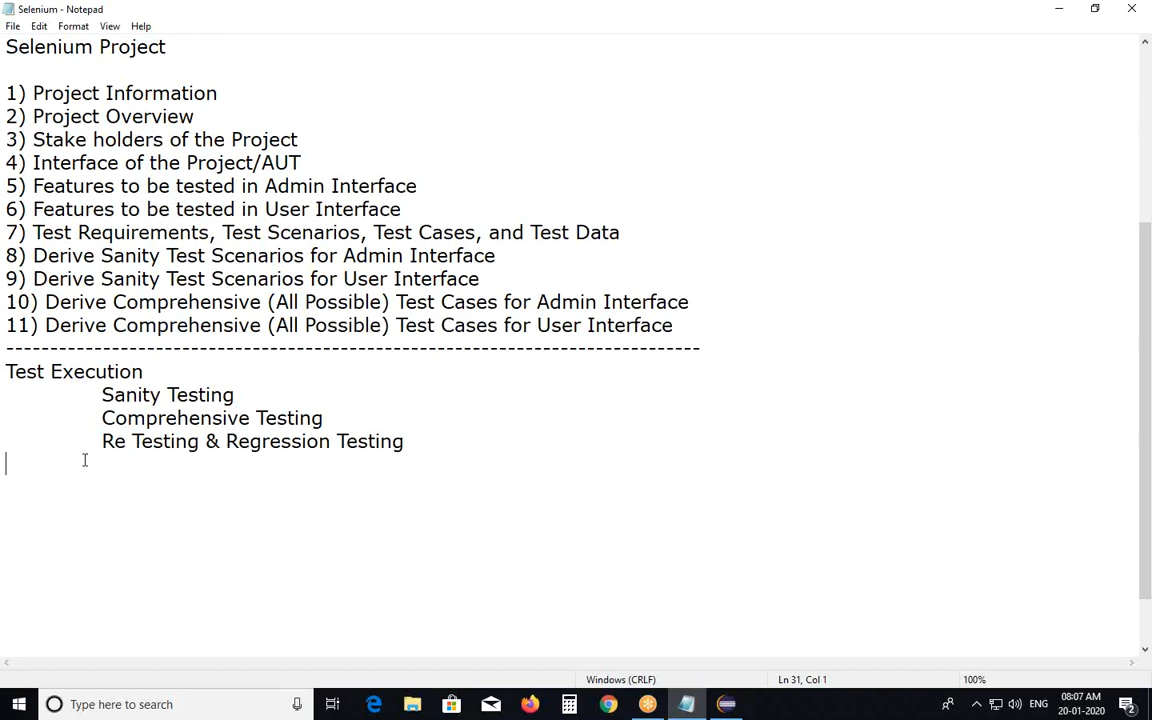 Selenium - Notepad
File Edit Format View Help
Selenium Project
1) Project Information
2) Project Overview
3) Stake holders of the Project
4) Interface of the Project/AUT
5) Features to be tested in Admin Interface
6) Features to be tested in User Interface
7) Test Requirements, Test Scenarios, Test Cases, and Test Data
8) Derive Sanity Test Scenarios for Admin Interface
9) Derive Sanity Test Scenarios for User Interface
10) Derive Comprehensive (All Possible) Test Cases for Admin Interface
11) Derive Comprehensive (All Possible) Test Cases for User Interface
-------------------------------------------------------------------------------
Test Execution
Sanity Testing
Comprehensive Testing
Re Testing & Regression Testing
Windows (CRLF) Ln 31, Col 1 100%
Type here to search
ENG
08:07 AM
20-01-2020
2